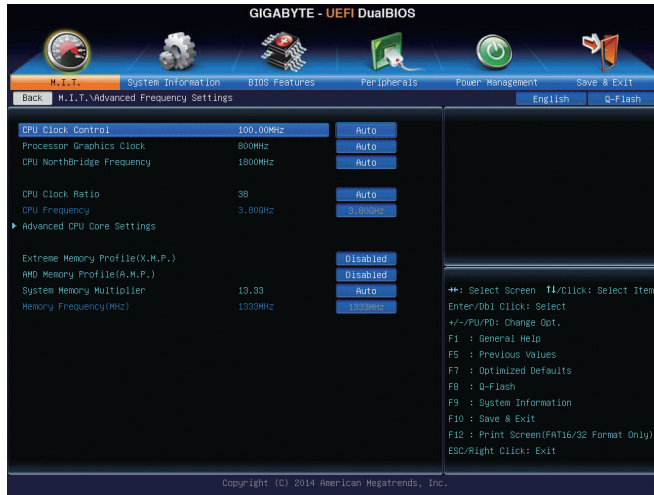 GIGABYTE - UEFI DualBIOS
M.I.T. System Information BIOS Features Peripherals Power Management Save & Exit
Back M.I.T.\Advanced Frequency Settings English Q-Flash
CPU Clock Control 100.00MHz Auto
Processor Graphics Clock 800MHz Auto
CPU NorthBridge Frequency 1800MHz Auto
CPU Clock Ratio 38 Auto
CPU Frequency 3.80GHz 3.80GHz
Advanced CPU Core Settings
Extreme Memory Profile(X.M.P.) Disabled
AMD Memory Profile(A.M.P.) Disabled
System Memory Multiplier 13.33 Auto
Memory Frequency(MHz) 1333MHz 1333MHz
→←: Select Screen ↑↓/Click: Select Item
Enter/Dbl Click: Select
+/-/PU/PD: Change Opt.
F1 : General Help
F5 : Previous Values
F7 : Optimized Defaults
F8 : Q-Flash
F9 : System Information
F10 : Save & Exit
F12 : Print Screen(FAT16/32 Format Only)
ESC/Right Click: Exit
Copyright (C) 2014 American Megatrends, Inc.